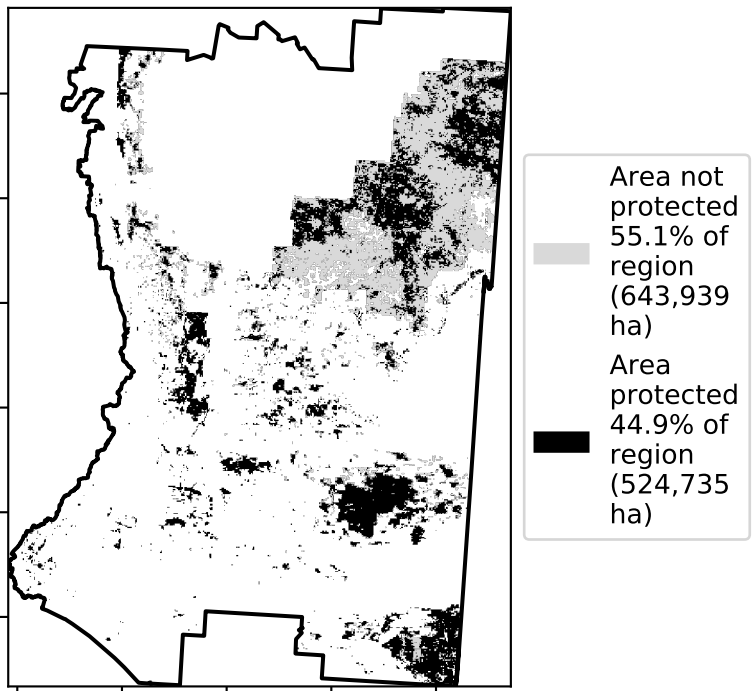 Area not
protected
55.1% of
region
(643,939
ha)
Area
protected
44.9% of
region
(524,735
ha)